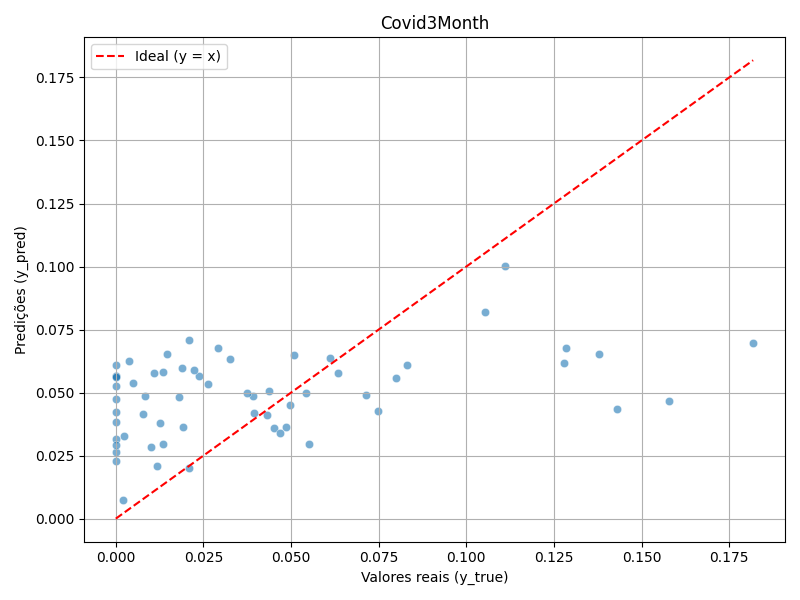 Covid3Month
Ideal (y = x)
Predições (y_pred)
0.175
0.150
0.125
0.100
0.075
0.050
0.025
0.000
0.000 0.025 0.050 0.075 0.100 0.125 0.150 0.175
Valores reais (y_true)